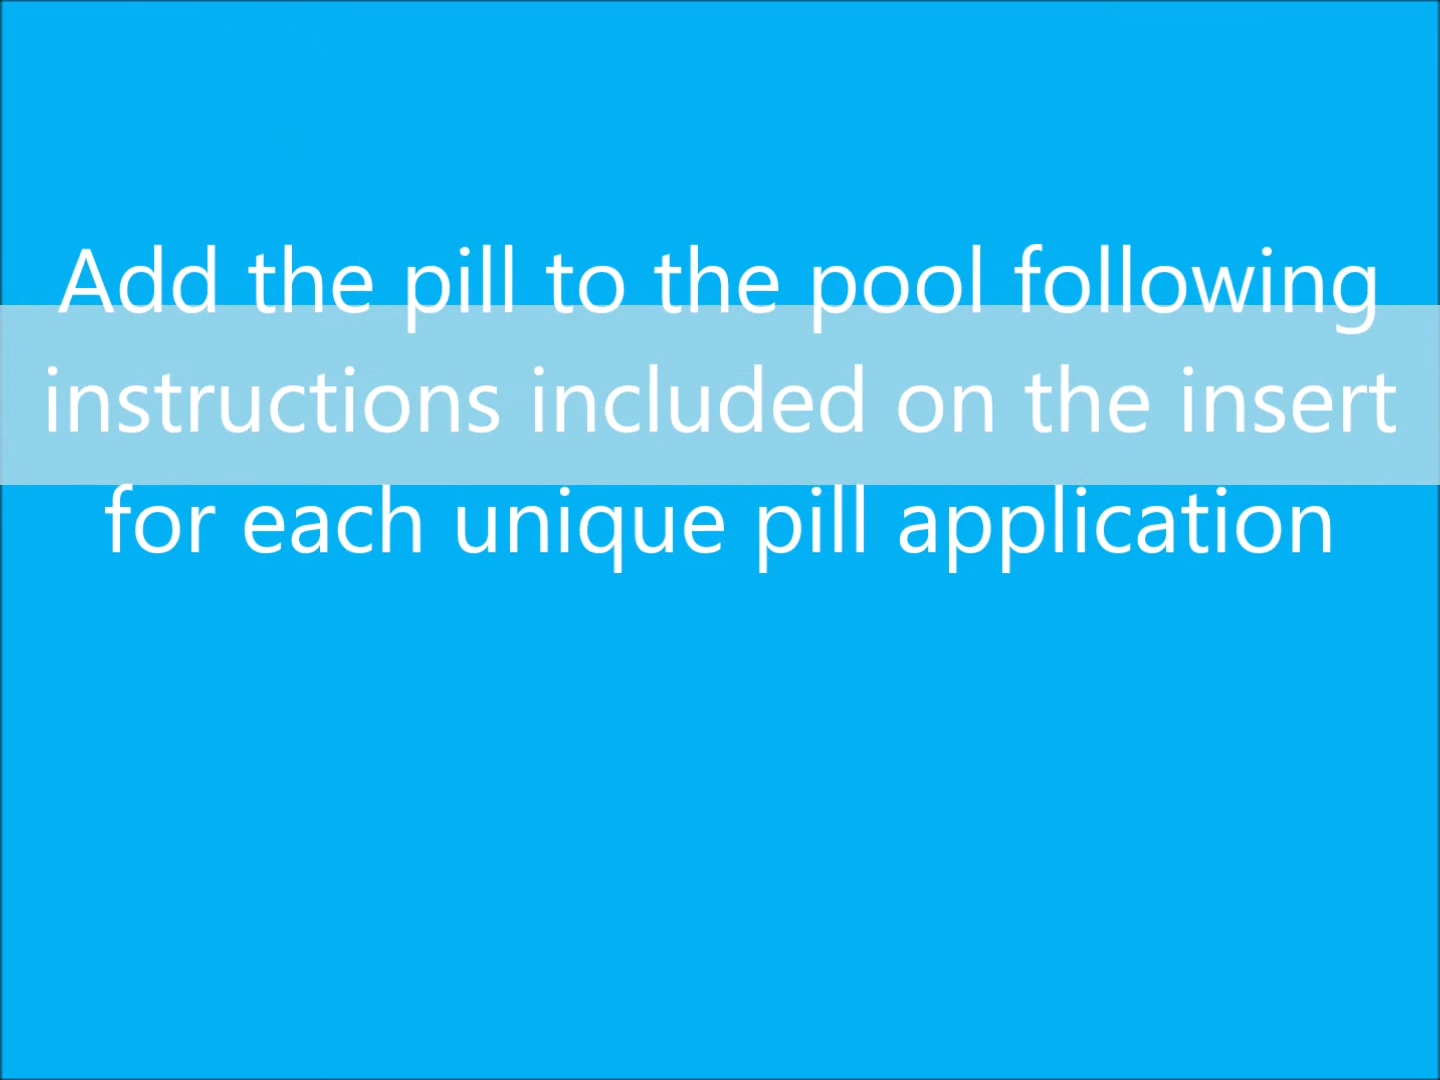 Add the pill to the pool following
instructions included on the insert
for each unique pill application